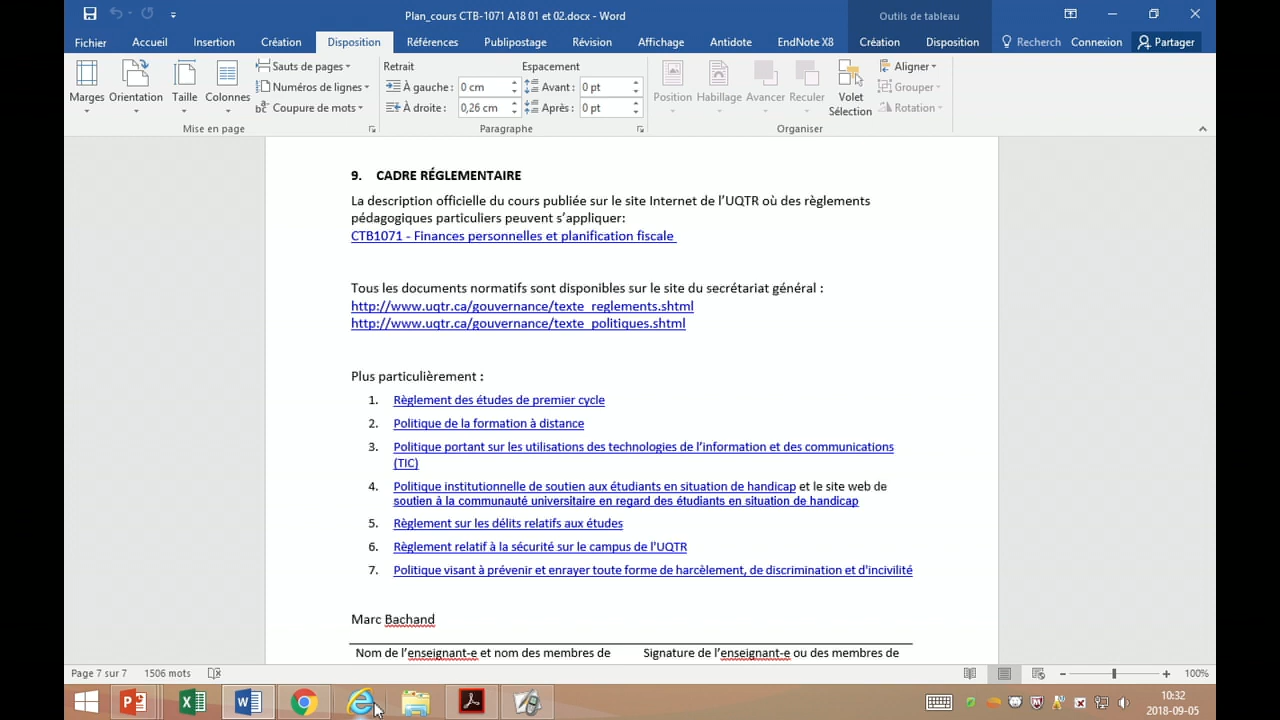 Plan_cours CTB-1071 A18 01 et 02.docx - Word
Outils de tableau
Fichier Accueil Insertion Création Disposition Références Publipostage Révision Affichage Antidote EndNote X8 Création Disposition Recherch Connexion Partager
Marges Orientation Taille Colonnes
Sauts de pages
Numéros de lignes
Coupure de mots
Mise en page
Retrait Espacement
À gauche : 0 cm Avant : 0 pt
À droite : 0,26 cm Après : 0 pt
Paragraphe
Position Habillage Avancer Reculer Volet Sélection
Aligner
Grouper
Rotation
Organiser
9. CADRE RÉGLEMENTAIRE
La description officielle du cours publiée sur le site Internet de l’UQTR où des règlements
pédagogiques particuliers peuvent s’appliquer:
CTB1071 - Finances personnelles et planification fiscale
Tous les documents normatifs sont disponibles sur le site du secrétariat général :
http://www.uqtr.ca/gouvernance/texte_reglements.shtml
http://www.uqtr.ca/gouvernance/texte_politiques.shtml
Plus particulièrement :
1. Règlement des études de premier cycle
2. Politique de la formation à distance
3. Politique portant sur les utilisations des technologies de l’information et des communications
(TIC)
4. Politique institutionnelle de soutien aux étudiants en situation de handicap et le site web de
soutien à la communauté universitaire en regard des étudiants en situation de handicap
5. Règlement sur les délits relatifs aux études
6. Règlement relatif à la sécurité sur le campus de l'UQTR
7. Politique visant à prévenir et enrayer toute forme de harcèlement, de discrimination et d'incivilité
Marc Bachand
Nom de l’enseignant-e et nom des membres de Signature de l’enseignant-e ou des membres de
Page 7 sur 7 1506 mots 100%
10:32
2018-09-05